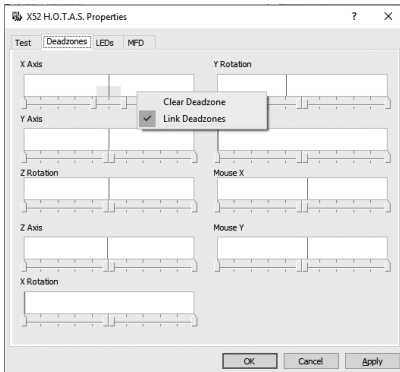 X52 H.O.T.A.S. Properties
? ×
Test Deadzones LEDs MFD
X Axis
Y Rotation
Clear Deadzone
Link Deadzones
Y Axis
Z Rotation
Mouse X
Z Axis
Mouse Y
X Rotation
OK Cancel Apply